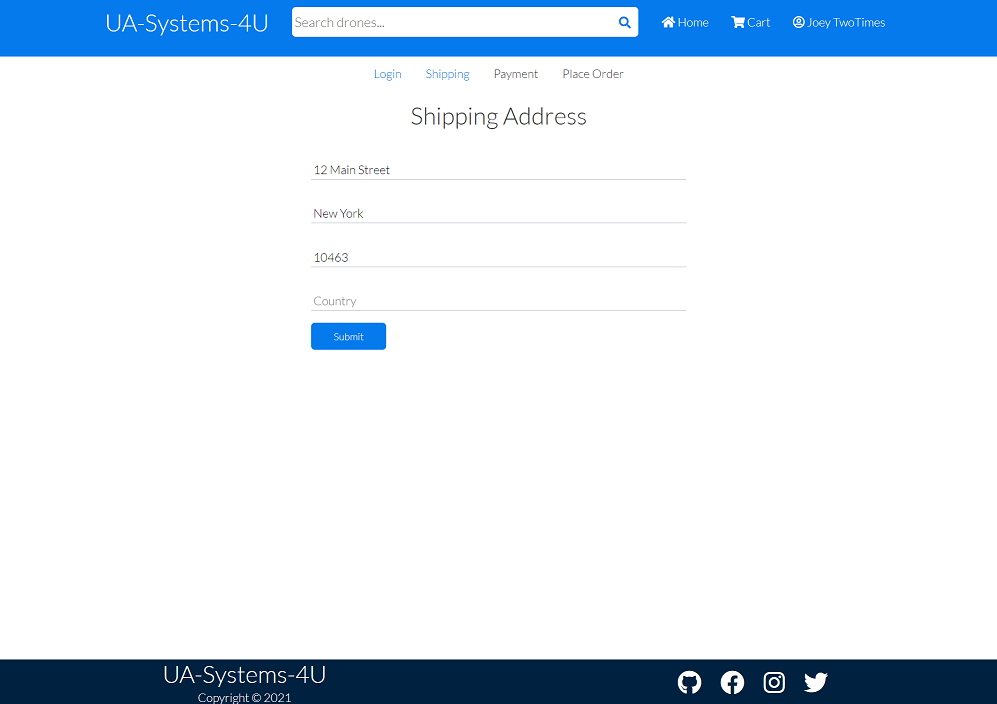 UA-Systems-4U Search drones... Home Cart Joey TwoTimes
Login Shipping Payment Place Order
Shipping Address
12 Main Street
New York
10463
Country
Submit
UA-Systems-4U
Copyright © 2021